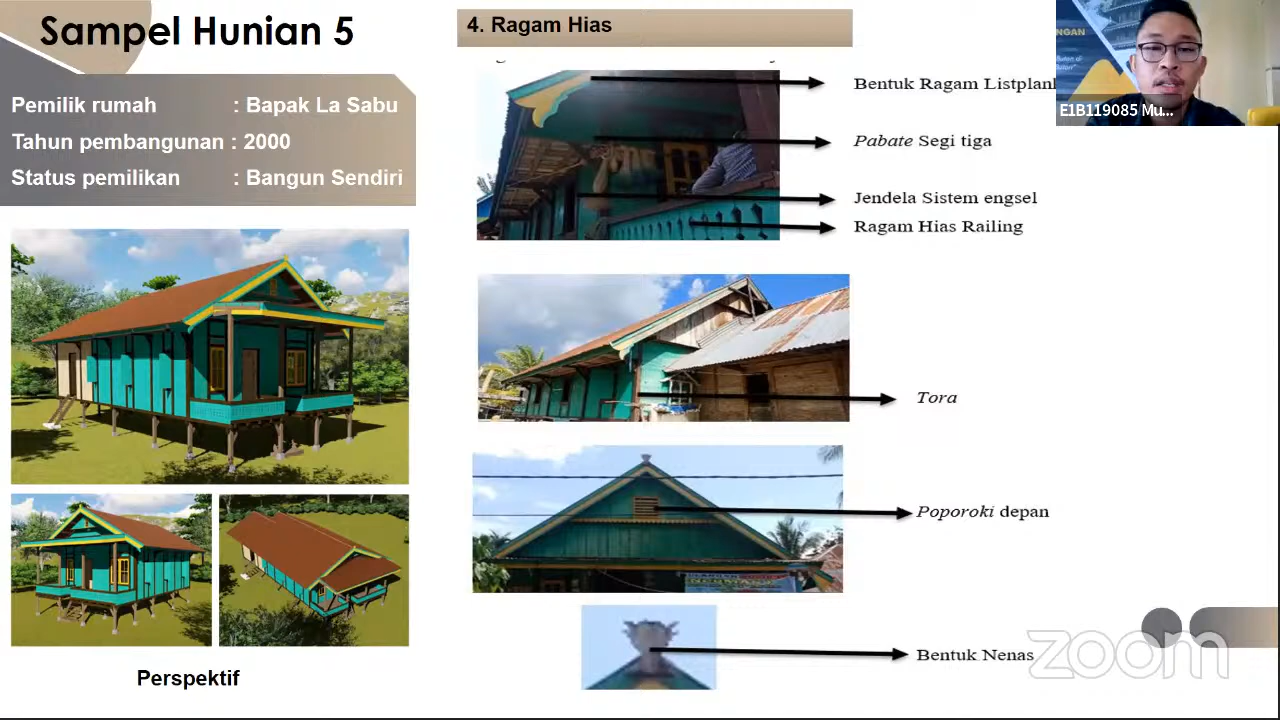 Sampel Hunian 5
Pemilik rumah : Bapak La Sabu
Tahun pembangunan : 2000
Status pemilikan : Bangun Sendiri
Perspektif
4. Ragam Hias
Bentuk Ragam Listplank
Pabate Segi tiga
Jendela Sistem engsel
Ragam Hias Railing
Tora
Poporoki depan
Bentuk Nenas
NGAN
E1B119085 Mu...
zoom